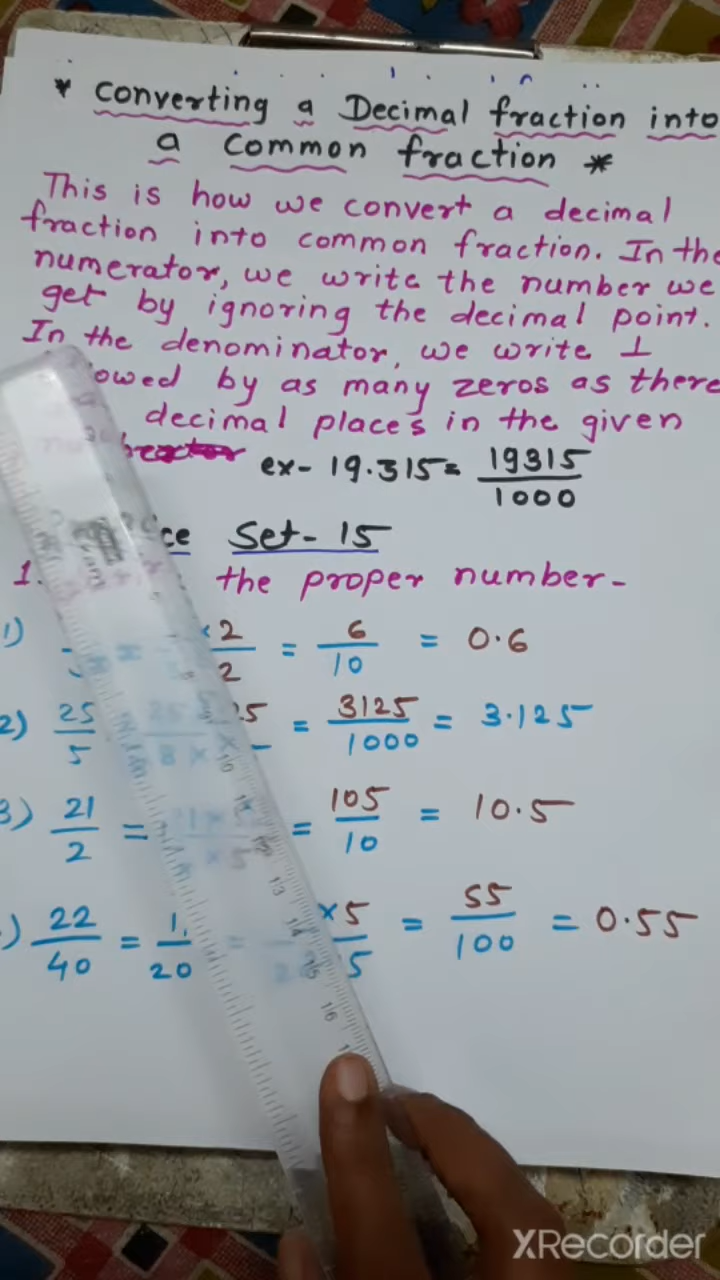 * Converting a Decimal fraction into
a Common fraction *
This is how we convert a decimal
fraction into common fraction. In the
numerator, we write the number we
get by ignoring the decimal point.
In the denominator, we write 1
owed by as many zeros as there
decimal places in the given
ex- 19.315 = 19315/1000
ce Set- 15
1. the proper number-
1) ×2/2 = 6/10 = 0.6
2) 25/5 = 3125/1000 = 3.125
3) 21/2 = = 105/10 = 10.5
.) 22/40 = 11/20 = ×5/5 = 55/100 = 0.55
XRecorder